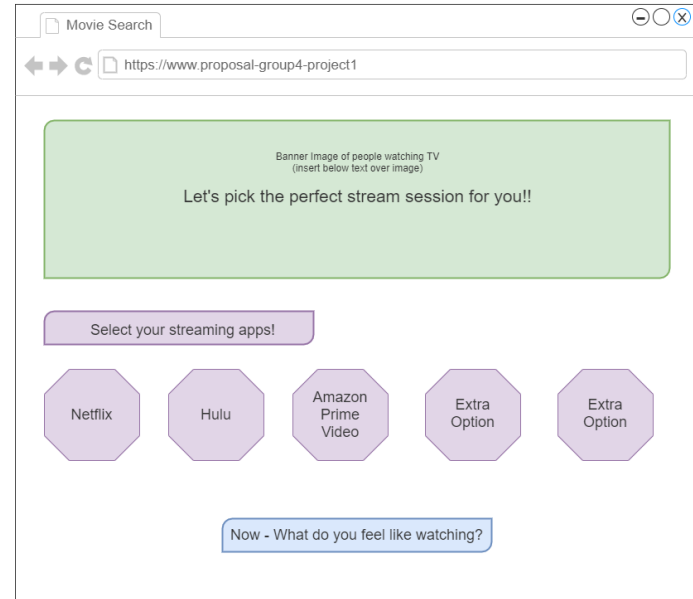 Movie Search
https://www.proposal-group4-project1
Banner Image of people watching TV
(insert below text over image)
Let's pick the perfect stream session for you!!
Select your streaming apps!
Netflix
Hulu
Amazon
Prime
Video
Extra
Option
Extra
Option
Now - What do you feel like watching?